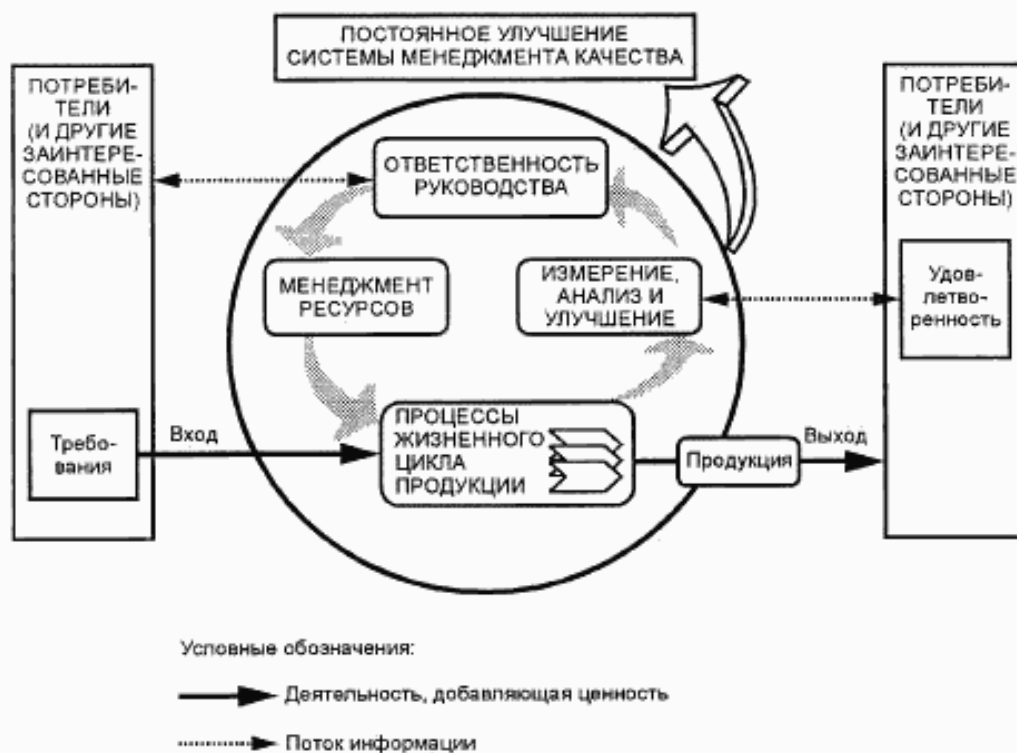 ПОСТОЯННОЕ УЛУЧШЕНИЕ
СИСТЕМЫ МЕНЕДЖМЕНТА КАЧЕСТВА
ПОТРЕБИ-
ТЕЛИ
(И ДРУГИЕ
ЗАИНТЕРЕ-
СОВАННЫЕ
СТОРОНЫ)
ОТВЕТСТВЕННОСТЬ
РУКОВОДСТВА
ПОТРЕБИ-
ТЕЛИ
(И ДРУГИЕ
ЗАИНТЕРЕ-
СОВАННЫЕ
СТОРОНЫ)
МЕНЕДЖМЕНТ
РЕСУРСОВ
ИЗМЕРЕНИЕ,
АНАЛИЗ И
УЛУЧШЕНИЕ
Удов-
летво-
ренность
Требо-
вания
Вход
ПРОЦЕССЫ
ЖИЗНЕННОГО
ЦИКЛА
ПРОДУКЦИИ
Продукция
Выход
Условные обозначения:
Деятельность, добавляющая ценность
Поток информации